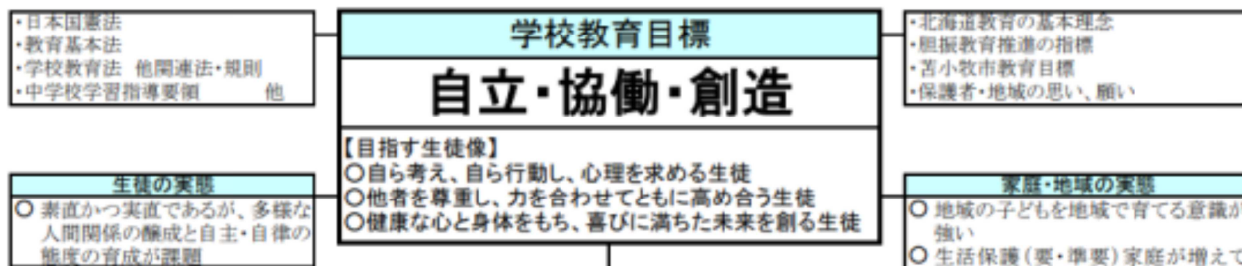 ・日本国憲法
・教育基本法
・学校教育法 他関連法・規則
・中学校学習指導要領 他
学校教育目標
自立・協働・創造
【目指す生徒像】
○自ら考え、自ら行動し、心理を求める生徒
○他者を尊重し、力を合わせてともに高め合う生徒
○健康な心と身体をもち、喜びに満ちた未来を創る生徒
・北海道教育の基本理念
・胆振教育推進の指標
・苫小牧市教育目標
・保護者・地域の思い、願い
生徒の実態
○ 素直かつ実直であるが、多様な
人間関係の醸成と自主・自律の
態度の育成が課題
家庭・地域の実態
○ 地域の子どもを地域で育てる意識が
強い
○ 生活保護(要・準要)家庭が増えて